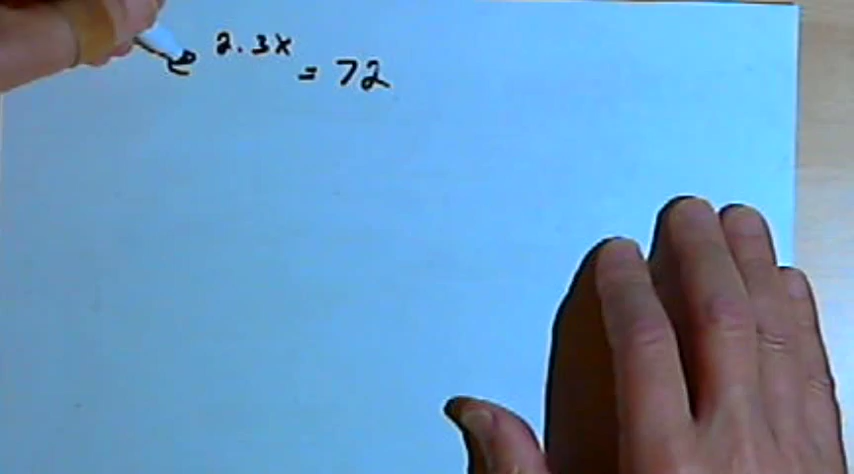 e^2.3x = 72